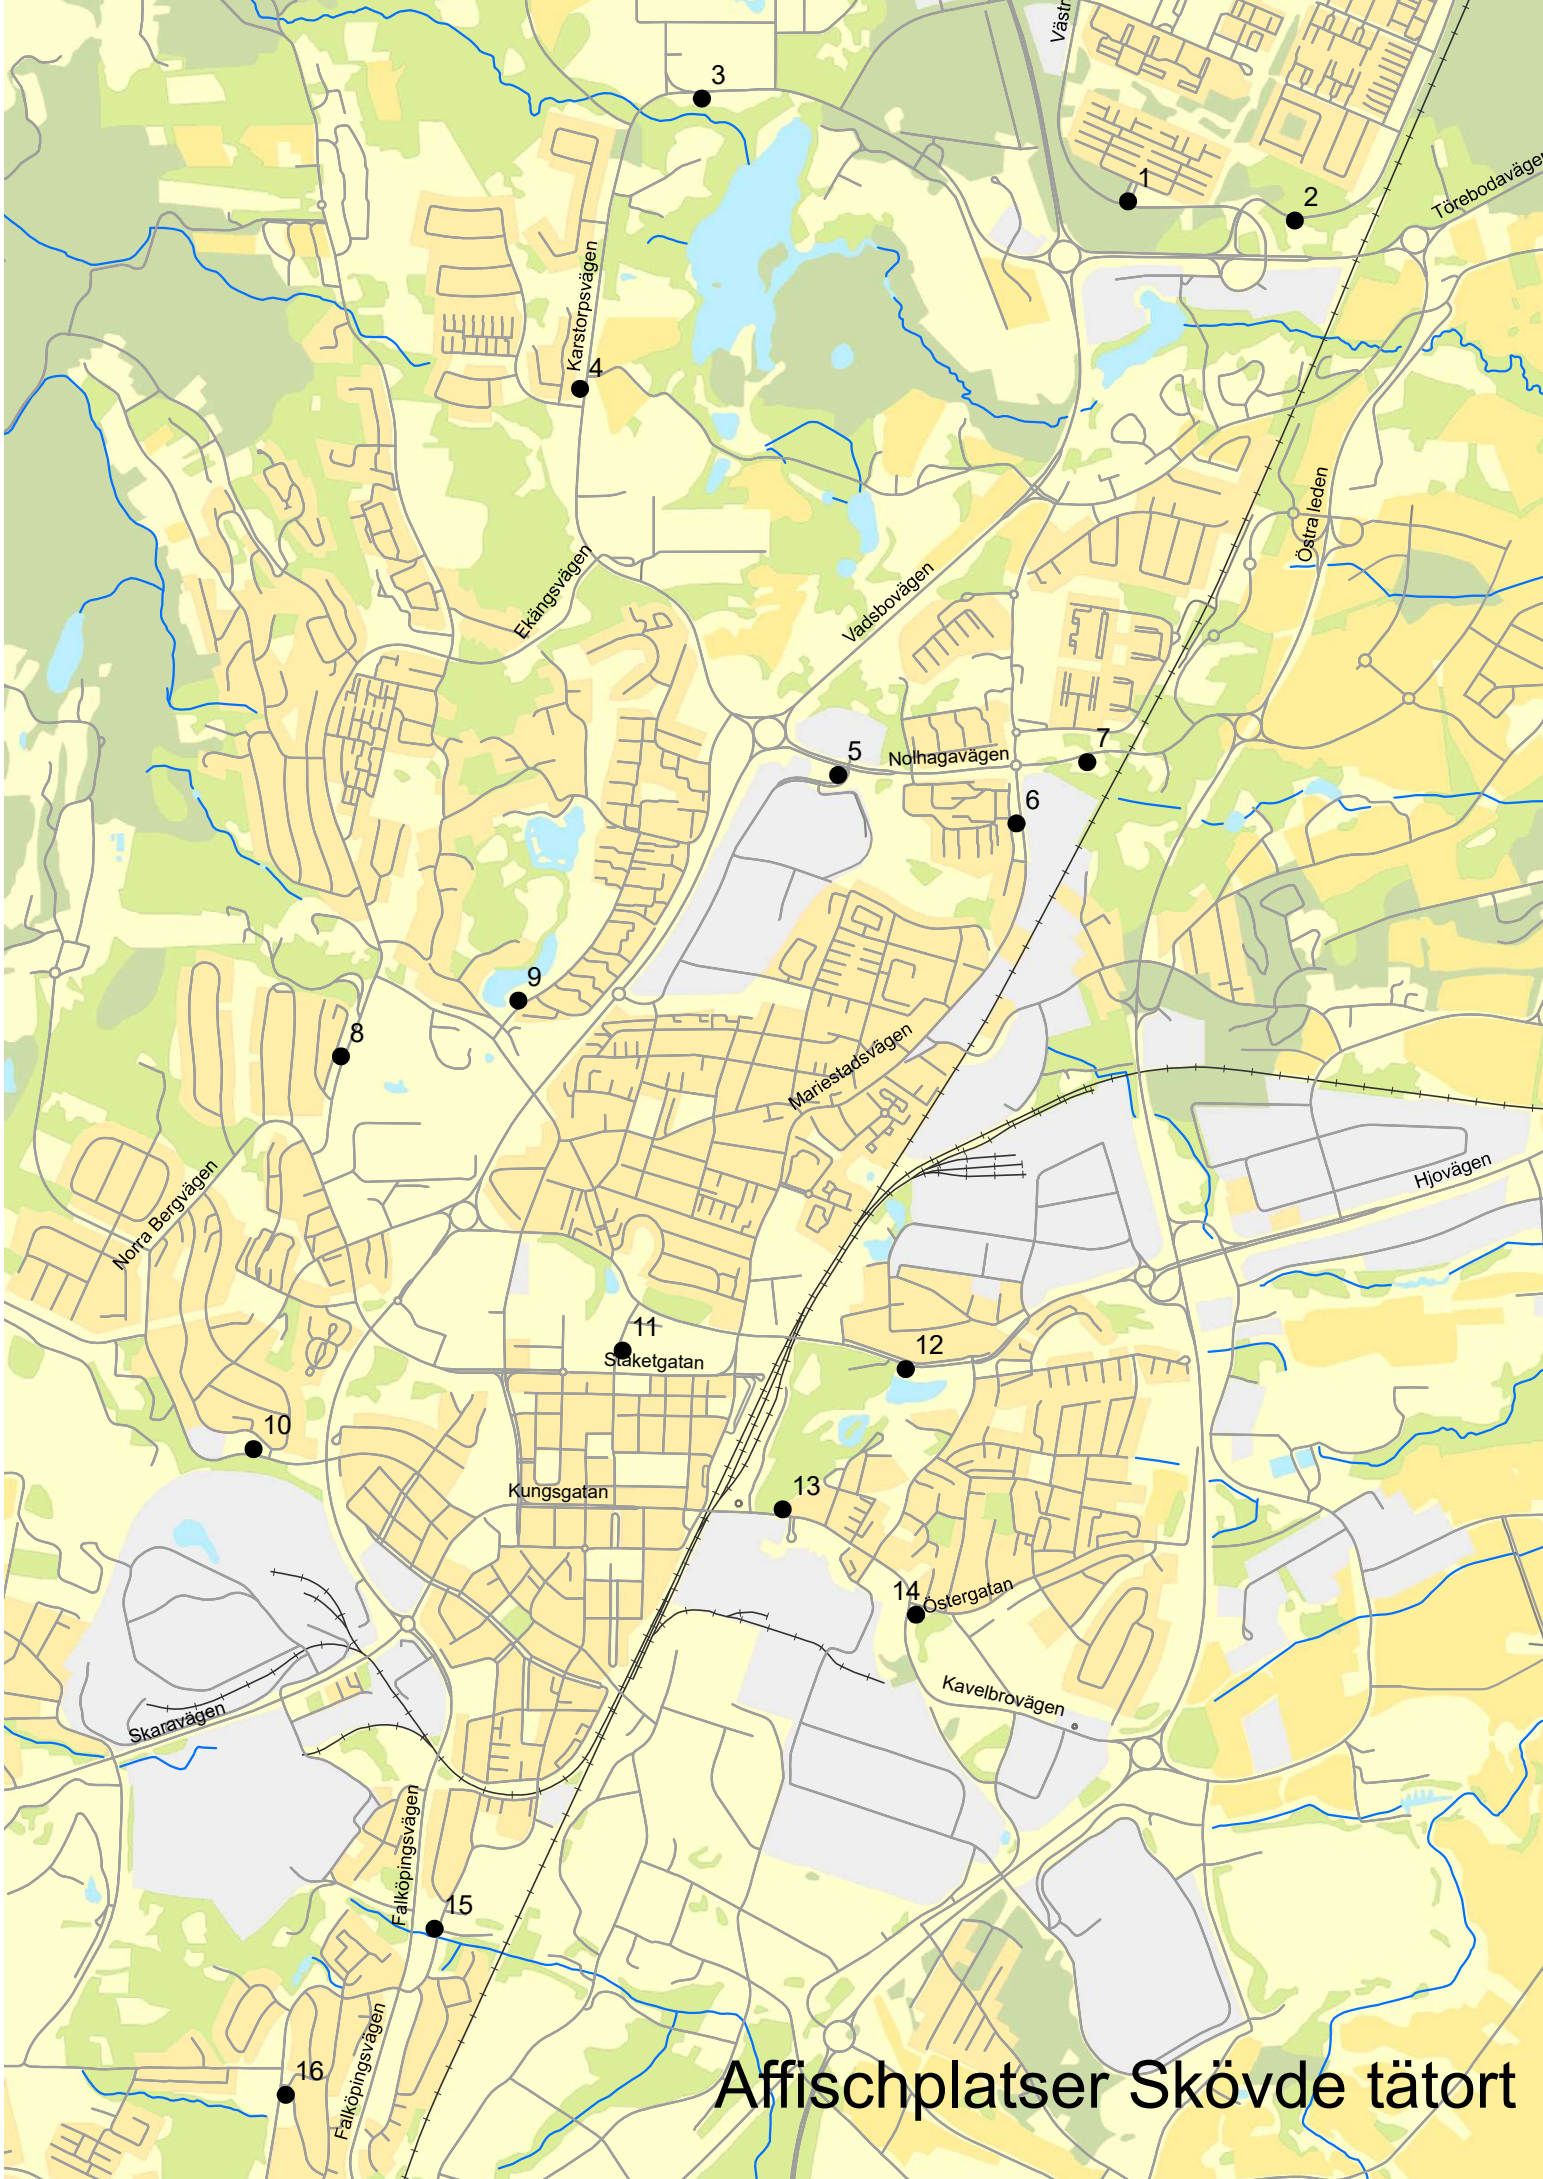 Västr
3
1
2
Törebodavägen
Karstorpsvägen
4
Östra leden
Ekängsvägen
Vadsbovägen
5
Nolhagavägen
7
6
9
8
Mariestadsvägen
Norra Bergvägen
Hjovägen
11
Staketgatan
12
10
Kungsgatan
13
14
Östergatan
Kavelbrovägen
Skaravägen
Falköpingsvägen
15
16
Falköpingsvägen
Affischplatser Skövde tätort